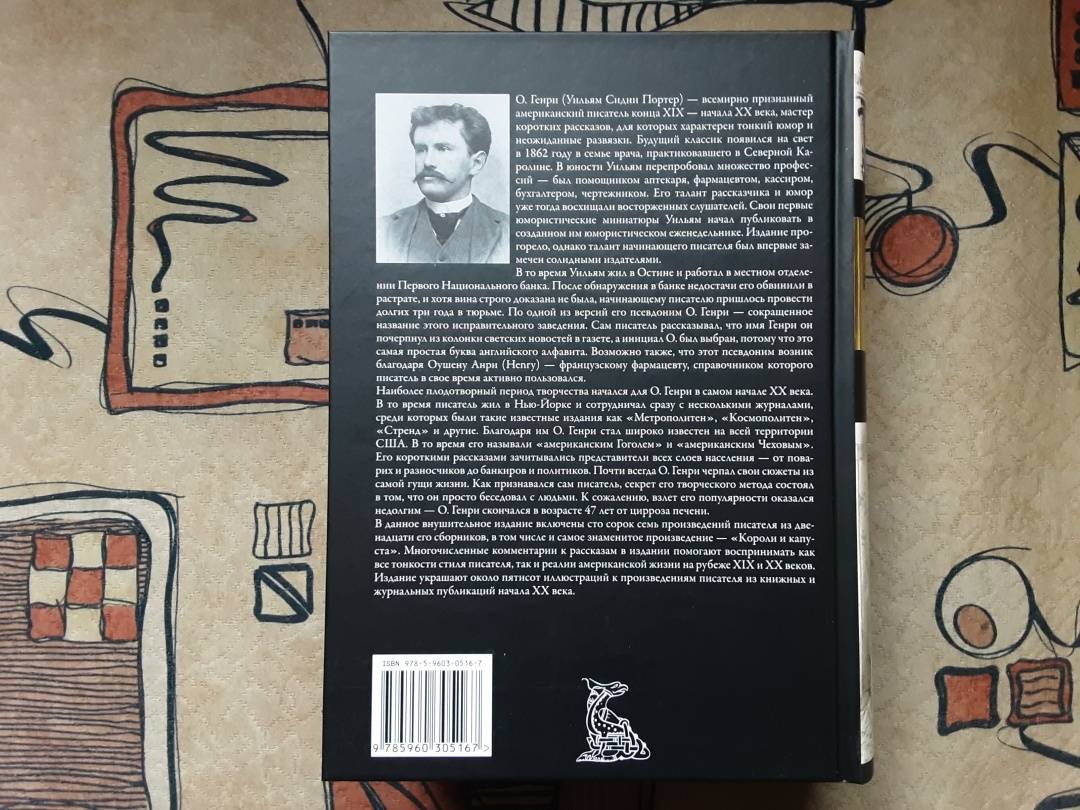 О. Генри (Уильям Сидни Портер) — всемирно признанный
американский писатель конца XIX — начала XX века, мастер
коротких рассказов, для которых характерен тонкий юмор и
неожиданные развязки. Будущий классик появился на свет
в 1862 году в семье врача, практиковавшего в Северной Ка-
ролине. В юности Уильям перепробовал множество профес-
сий — был помощником аптекаря, фармацевтом, кассиром,
бухгалтером, чертежником. Его талант рассказчика и юмор
уже тогда восхищали восторженных слушателей. Свои первые
юмористические миниатюры Уильям начал публиковать в
созданном им юмористическом еженедельнике. Издание про-
горело, однако талант начинающего писателя был впервые за-
мечен солидными издателями.
В то время Уильям жил в Остине и работал в местном отделе-
нии Первого Национального банка. После обнаружения в банке недостачи его обвинили в
растрате, и хотя вина строго доказана не была, начинающему писателю пришлось провести
долгих три года в тюрьме. По одной из версий его псевдоним О. Генри — сокращенное
название этого исправительного заведения. Сам писатель рассказывал, что имя Генри он
почерпнул из колонки светских новостей в газете, а инициал О. был выбран, потому что это
самая простая буква английского алфавита. Возможно также, что этот псевдоним возник
благодаря Оушену Анри (Henry) — французскому фармацевту, справочником которого
писатель в свое время активно пользовался.
Наиболее плодотворный период творчества начался для О. Генри в самом начале XX века.
В то время писатель жил в Нью-Йорке и сотрудничал сразу с несколькими журналами,
среди которых были такие известные издания как «Метрополитен», «Космополитен»,
«Стренд» и другие. Благодаря им О. Генри стал широко известен на всей территории
США. В то время его называли «американским Гоголем» и «американским Чеховым».
Его короткими рассказами зачитывались представители всех слоев населения — от пова-
рих и разносчиков до банкиров и политиков. Почти всегда О. Генри черпал свои сюжеты из
самой гущи жизни. Как признавался сам писатель, секрет его творческого метода состоял
в том, что он просто беседовал с людьми. К сожалению, взлет его популярности оказался
недолгим — О. Генри скончался в возрасте 47 лет от цирроза печени.
В данное внушительное издание включены сто сорок семь произведений писателя из две-
надцати его сборников, в том числе и самое знаменитое произведение — «Короли и капу-
ста». Многочисленные комментарии к рассказам в издании помогают воспринимать как
все тонкости стиля писателя, так и реалии американской жизни на рубеже XIX и XX веков.
Издание украшают около пятисот иллюстраций к произведениям писателя из книжных и
журнальных публикаций начала XX века.
ISBN 978-5-9603-0516-7
9 785960 305167 >